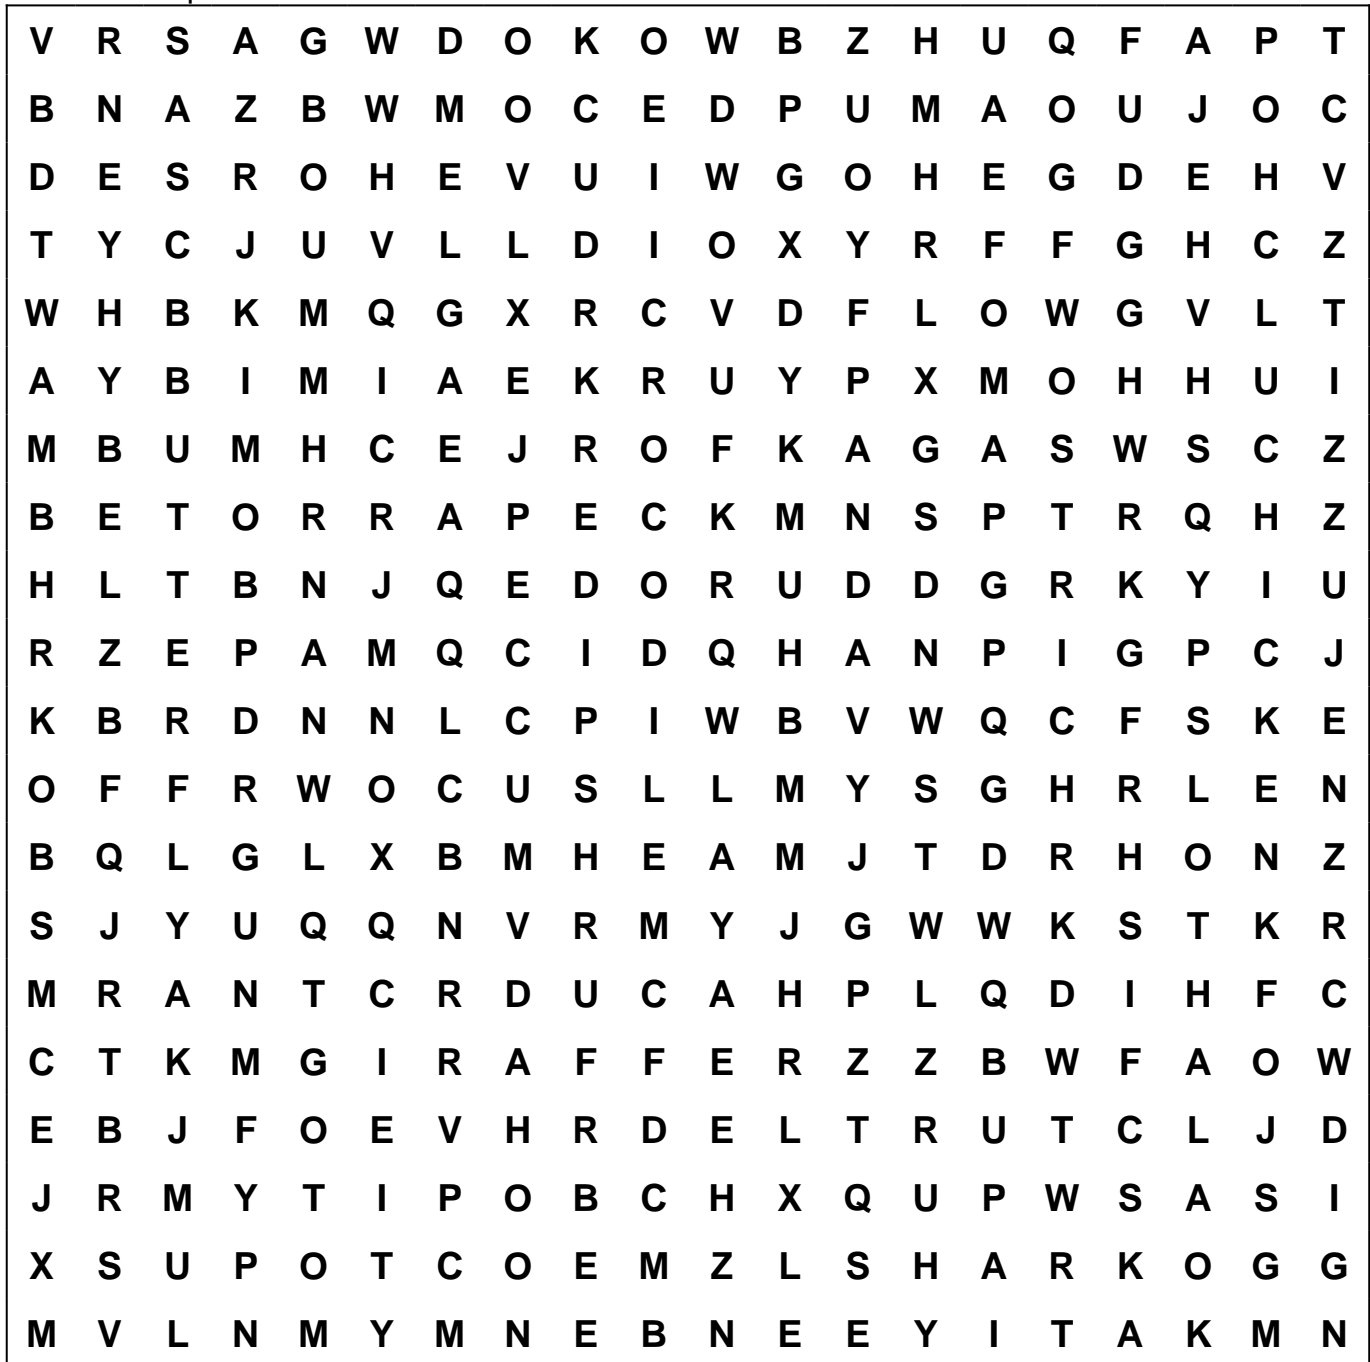 V R S A G W D O K O W B Z H U Q F A P T
B N A Z B W M O C E D P U M A O U J O C
D E S R O H E V U I W G O H E G D E H V
T Y C J U V L L D I O X Y R F F G H C Z
W H B K M Q G X R C V D F L O W G V L T
A Y B I M I A E K R U Y P X M O H H U I
M B U M H C E J R O F K A G A S W S C Z
B E T O R R A P E C K M N S P T R Q H Z
H L T B N J Q E D O R U D D G R K Y I U
R Z E P A M Q C I D Q H A N P I G P C J
K B R D N N L C P I W B V W Q C F S K E
O F F R W O C U S L L M Y S G H R L E N
B Q L G L X B M H E A M J T D R H O N Z
S J Y U Q Q N V R M Y J G W W K S T K R
M R A N T C R D U C A H P L Q D I H F C
C T K M G I R A F F E R Z Z B W F A O W
E B J F O E V H R D E L T R U T C L J D
J R M Y T I P O B C H X Q U P W S A S I
X S U P O T C O E M Z L S H A R K O G G
M V L N M Y M N E B N E E Y I T A K M N